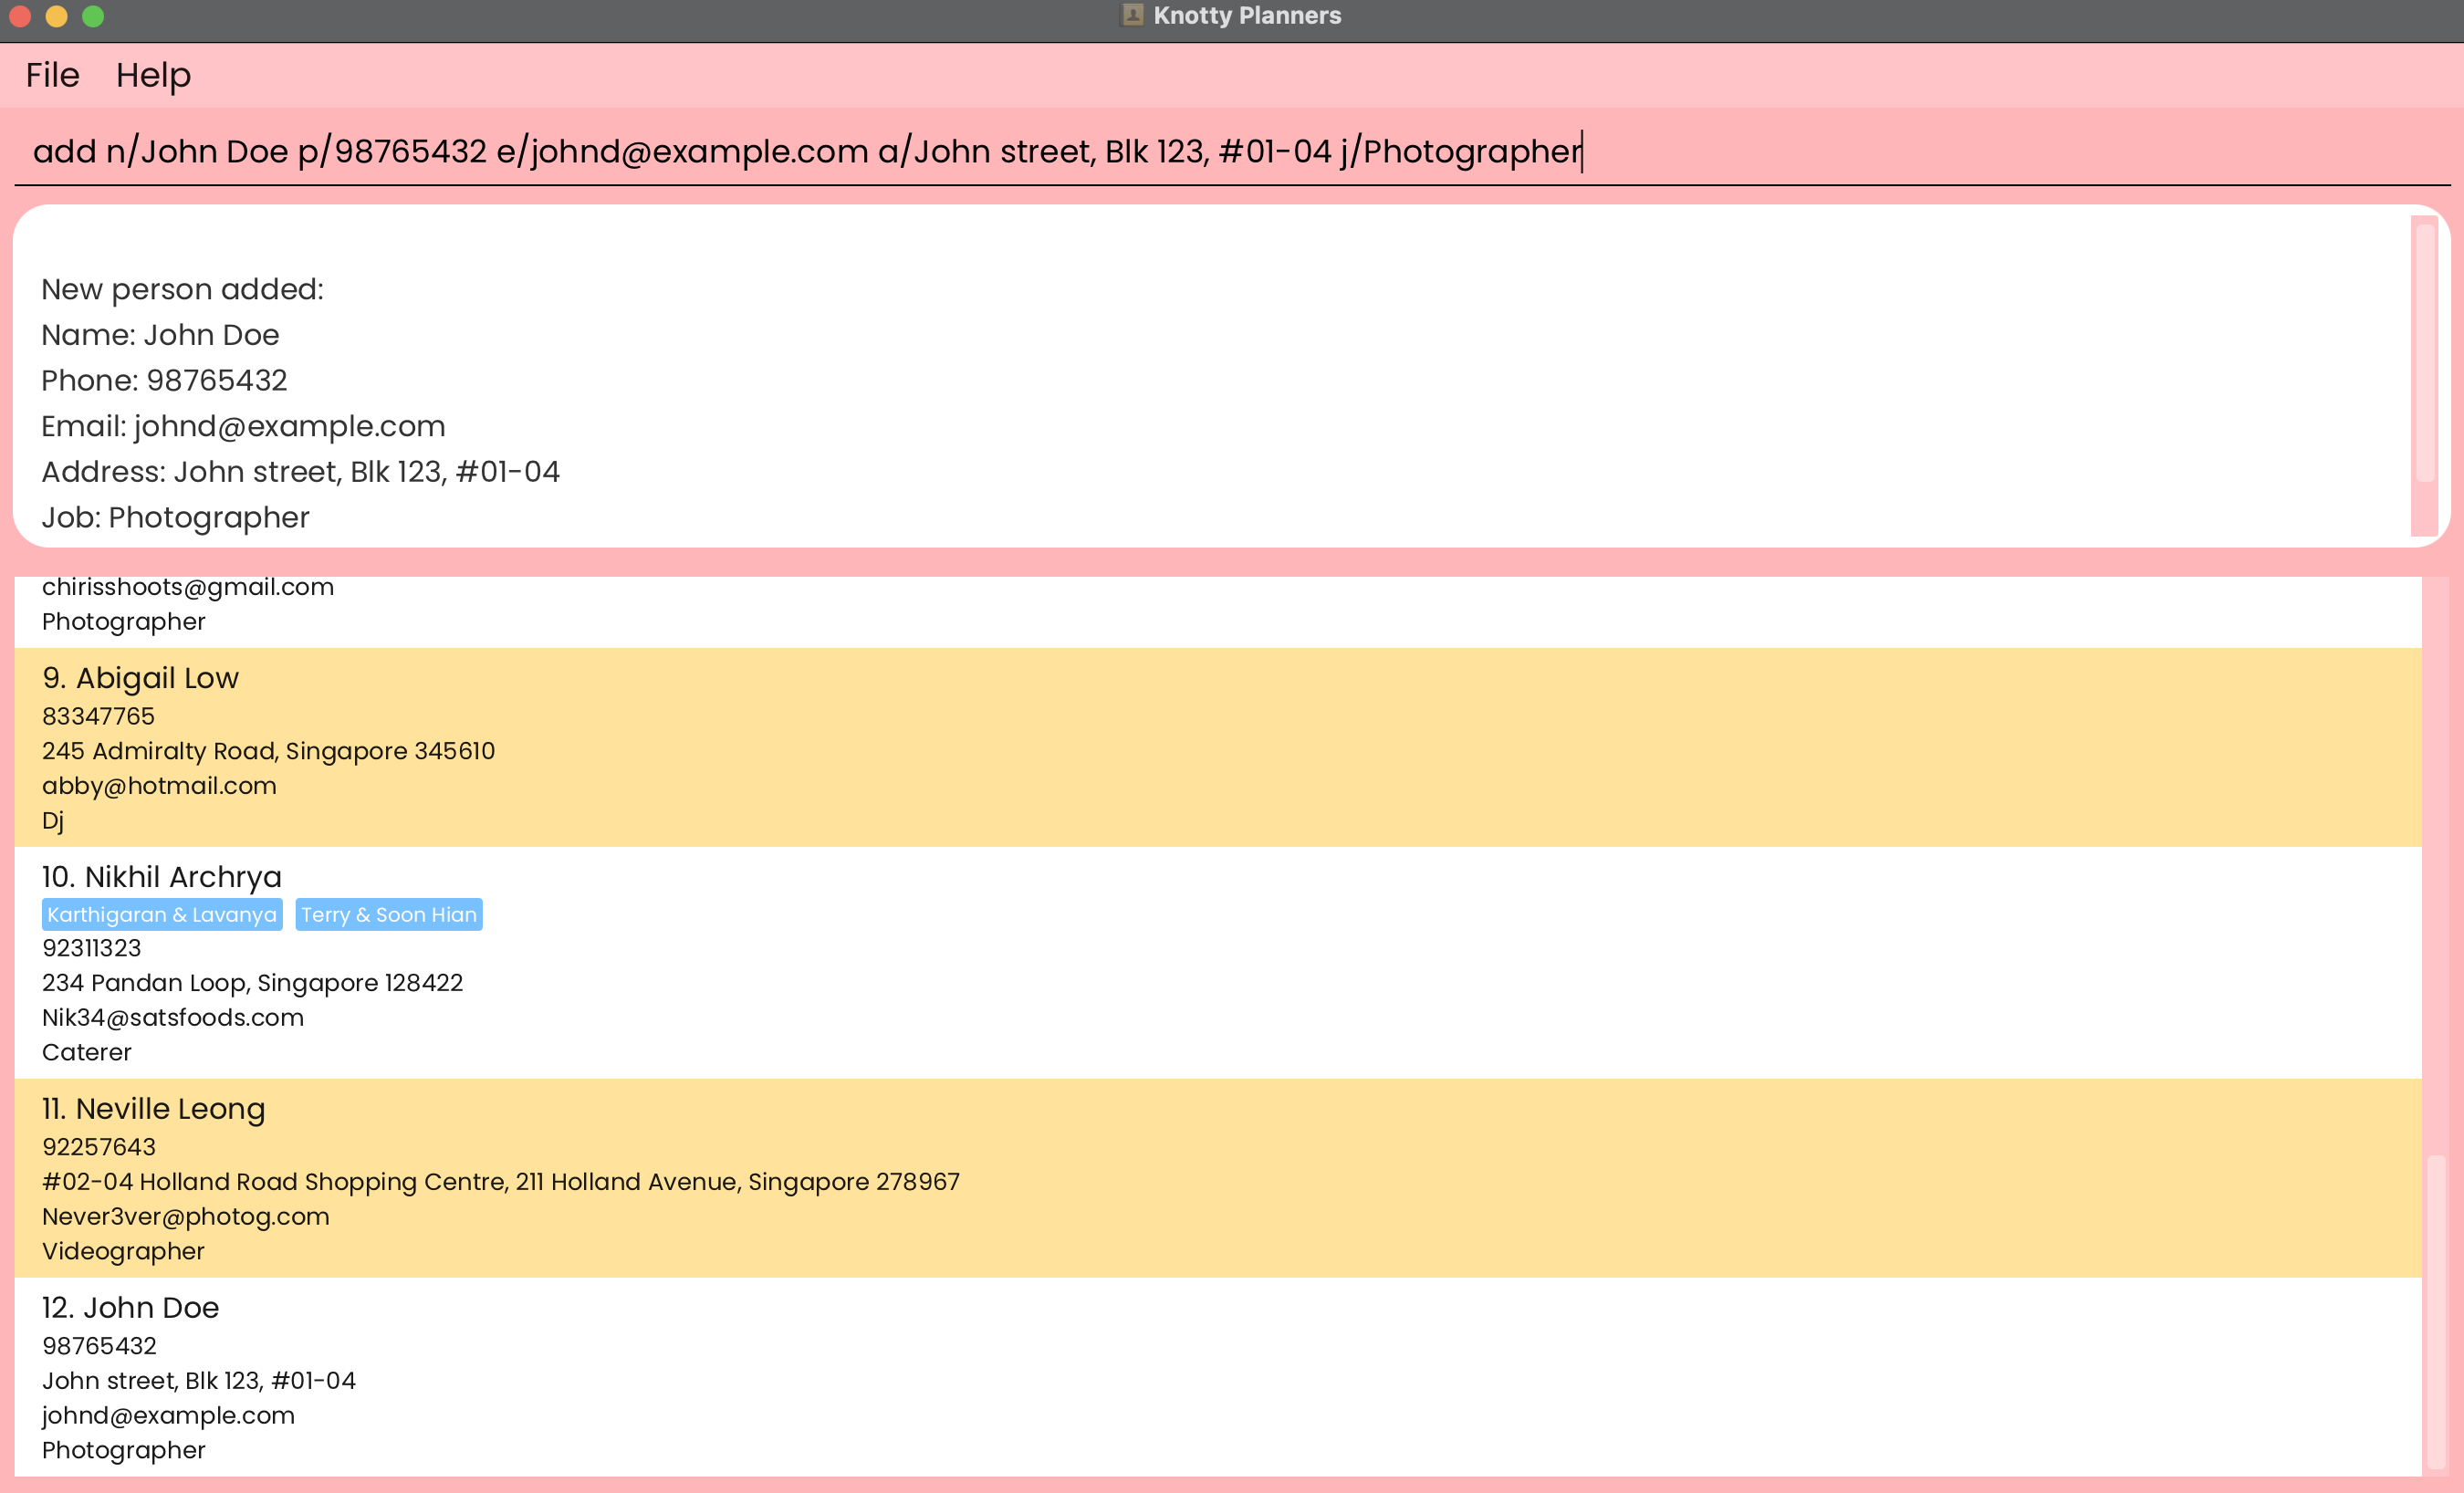 Knotty Planners
File Help
add n/John Doe p/98765432 e/johnd@example.com a/John street, Blk 123, #01-04 j/Photographer
New person added:
Name: John Doe
Phone: 98765432
Email: johnd@example.com
Address: John street, Blk 123, #01-04
Job: Photographer
chirisshoots@gmail.com
Photographer
9. Abigail Low
83347765
245 Admiralty Road, Singapore 345610
abby@hotmail.com
Dj
10. Nikhil Archrya
Karthigaran & Lavanya Terry & Soon Hian
92311323
234 Pandan Loop, Singapore 128422
Nik34@satsfoods.com
Caterer
11. Neville Leong
92257643
#02-04 Holland Road Shopping Centre, 211 Holland Avenue, Singapore 278967
Never3ver@photog.com
Videographer
12. John Doe
98765432
John street, Blk 123, #01-04
johnd@example.com
Photographer